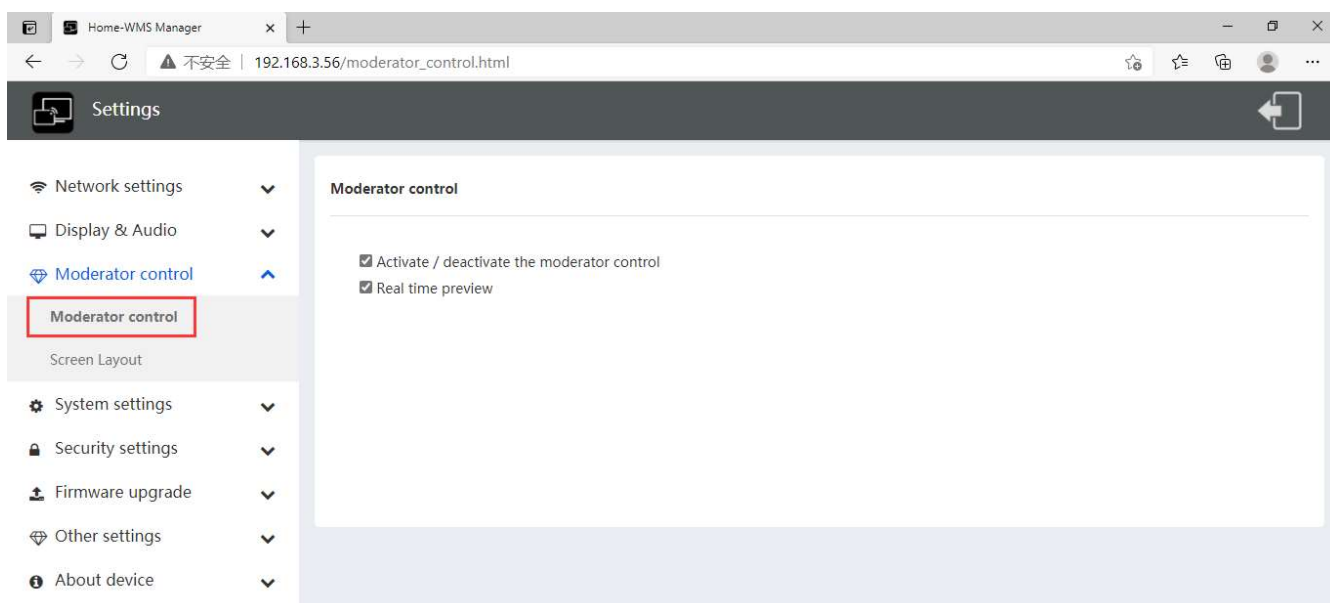 Home-WMS Manager
不安全 | 192.168.3.56/moderator_control.html
Settings
Network settings
Display & Audio
Moderator control
Moderator control
Screen Layout
System settings
Security settings
Firmware upgrade
Other settings
About device
Moderator control
Activate / deactivate the moderator control
Real time preview